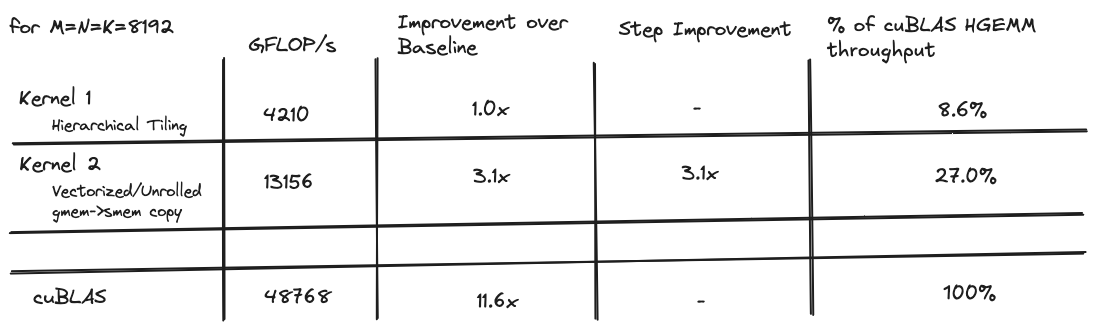 for M=N=K=8192
GFLOP/s
Improvement over
Baseline
Step Improvement
% of cuBLAS HGEMM
throughput
Kernel 1
Hierarchical Tiling
4210
1.0x
-
8.6%
Kernel 2
Vectorized/Unrolled
gmem->smem copy
13156
3.1x
3.1x
27.0%
cuBLAS
48768
11.6x
-
100%